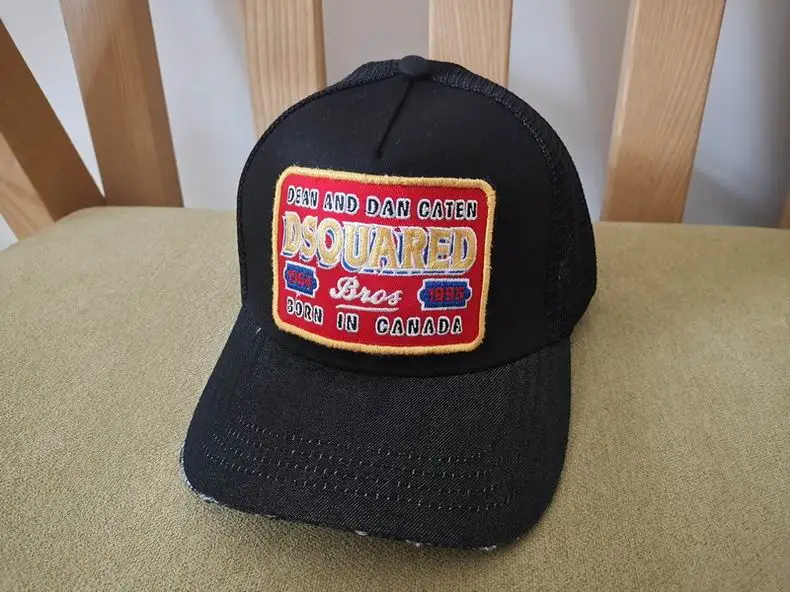 DEAN AND DAN CATEN
DSQUARED
1964 Bros 1995
BORN IN CANADA